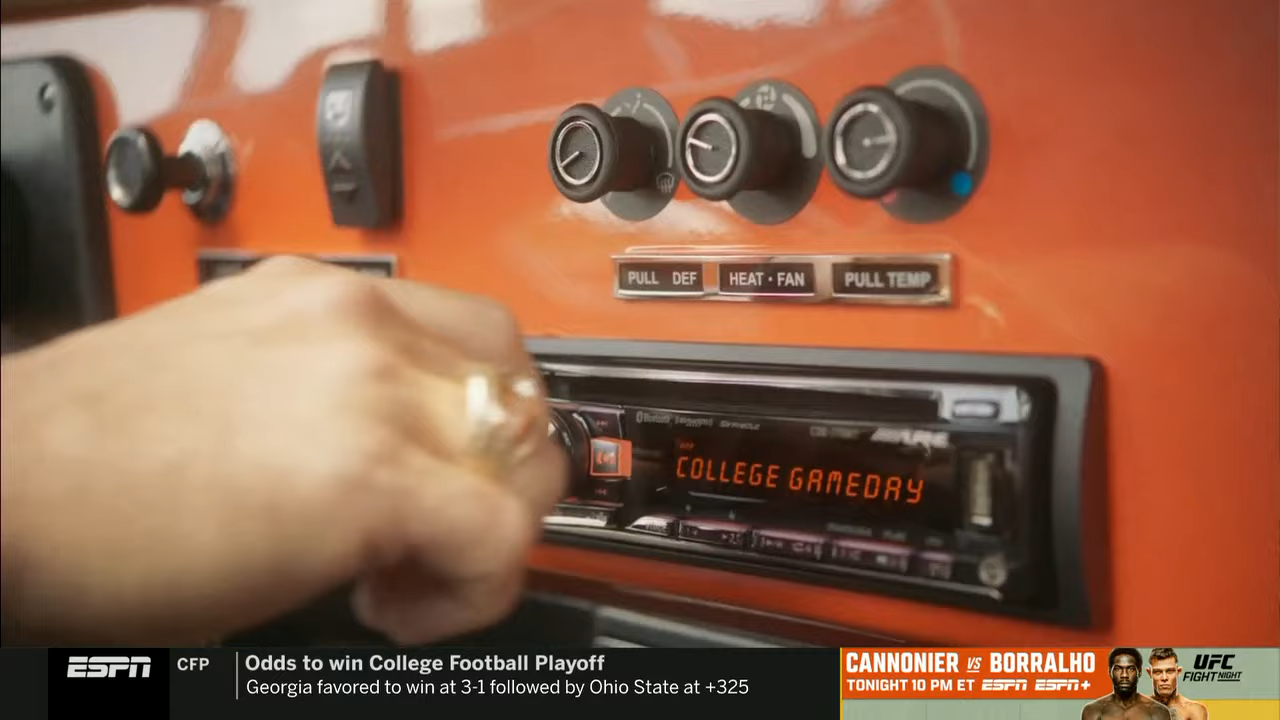 PULL DEF
HEAT • FAN
PULL TEMP
Bluetooth
ALPINE
COLLEGE GAMEDAY
ESPN
CFP
Odds to win College Football Playoff
Georgia favored to win at 3-1 followed by Ohio State at +325
CANNONIER VS BORRALHO
TONIGHT 10 PM ET ESPN ESPN+
UFC
FIGHT NIGHT